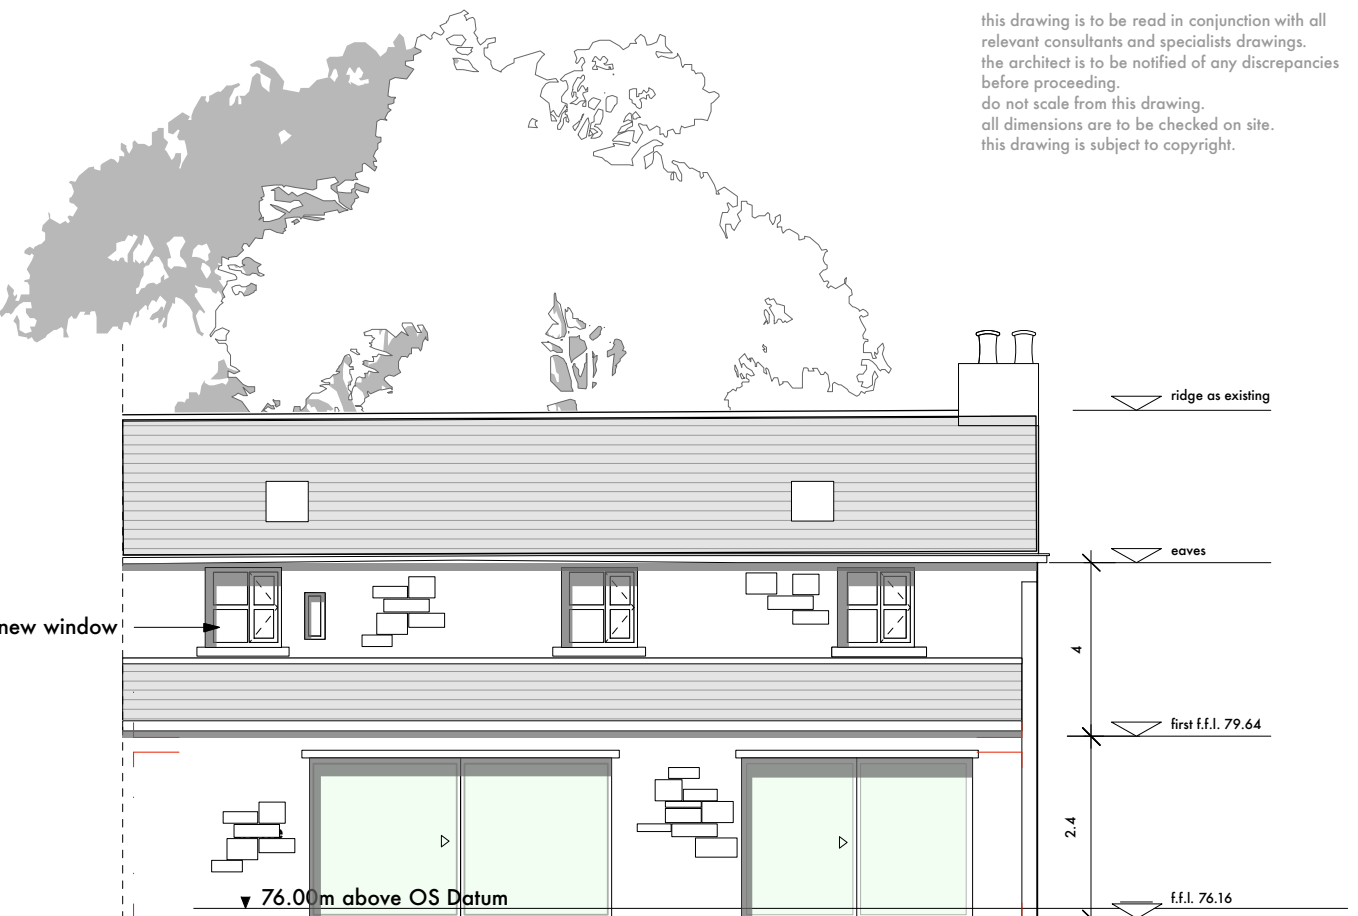 this drawing is to be read in conjunction with all
relevant consultants and specialists drawings.
the architect is to be notified of any discrepancies
before proceeding.
do not scale from this drawing.
all dimensions are to be checked on site.
this drawing is subject to copyright.
ridge as existing
eaves
new window
4
first f.f.l. 79.64
2.4
76.00m above OS Datum
f.f.l. 76.16